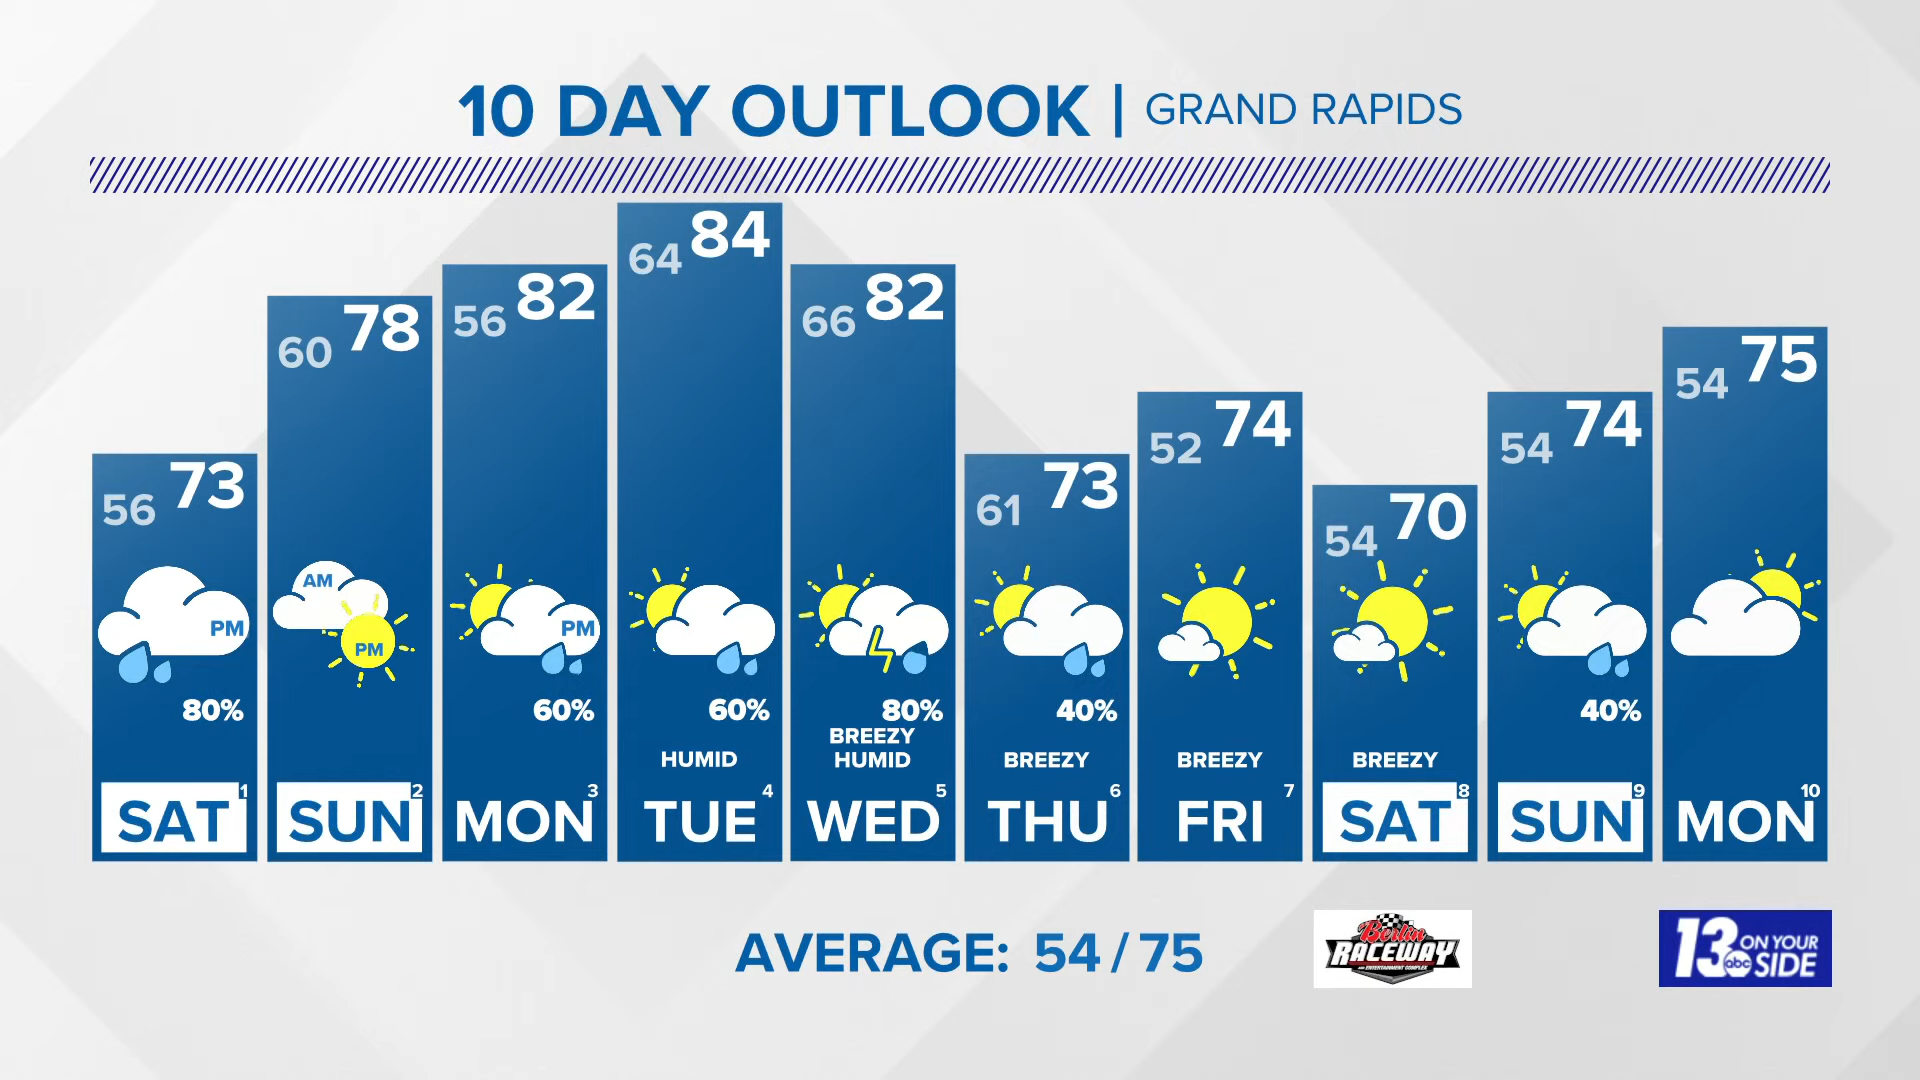 10 DAY OUTLOOK | GRAND RAPIDS
56 73
PM
80%
SAT 1
60 78
AM
PM
SUN 2
56 82
PM
60%
MON 3
64 84
60%
HUMID
TUE 4
66 82
80%
BREEZY
HUMID
WED 5
61 73
40%
BREEZY
THU 6
52 74
BREEZY
FRI 7
54 70
BREEZY
SAT 8
54 74
40%
SUN 9
54 75
MON 10
AVERAGE: 54 / 75
Berlin
RACEWAY
AND ENTERTAINMENT COMPLEX
13 ON YOUR
abc SIDE